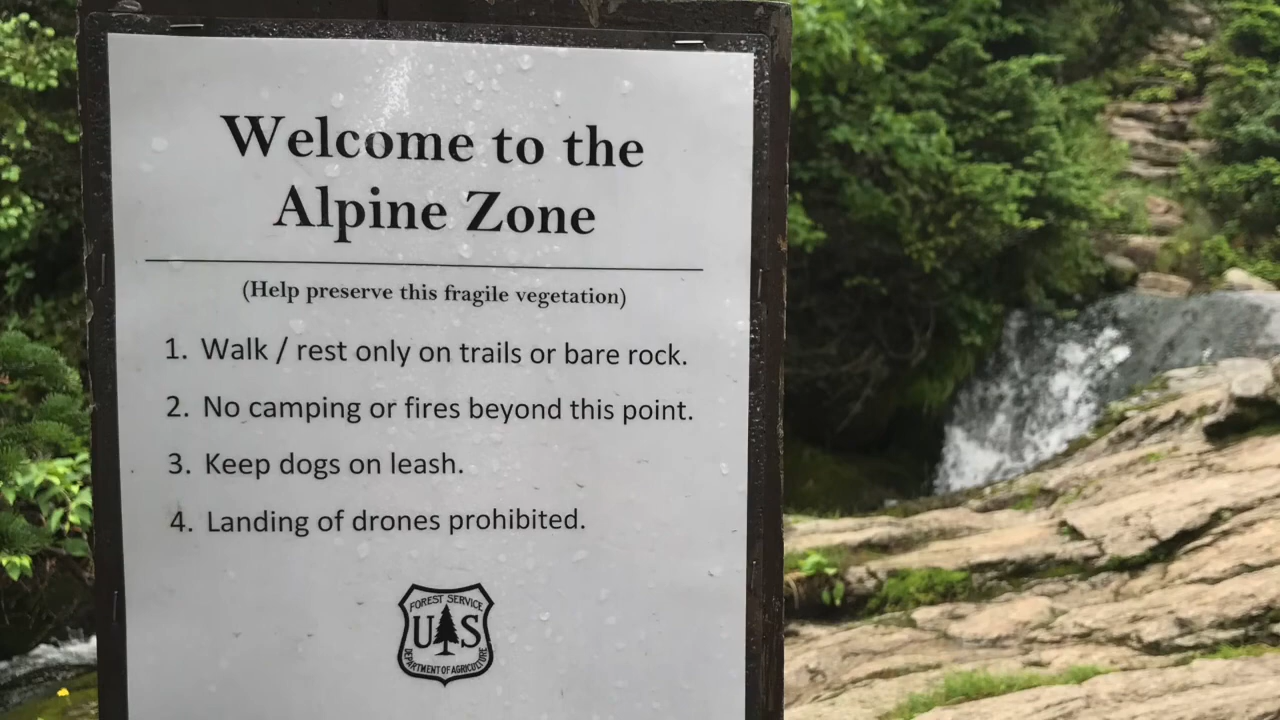 Welcome to the
Alpine Zone
(Help preserve this fragile vegetation)
1. Walk / rest only on trails or bare rock.
2. No camping or fires beyond this point.
3. Keep dogs on leash.
4. Landing of drones prohibited.
FOREST SERVICE
U S
DEPARTMENT OF AGRICULTURE